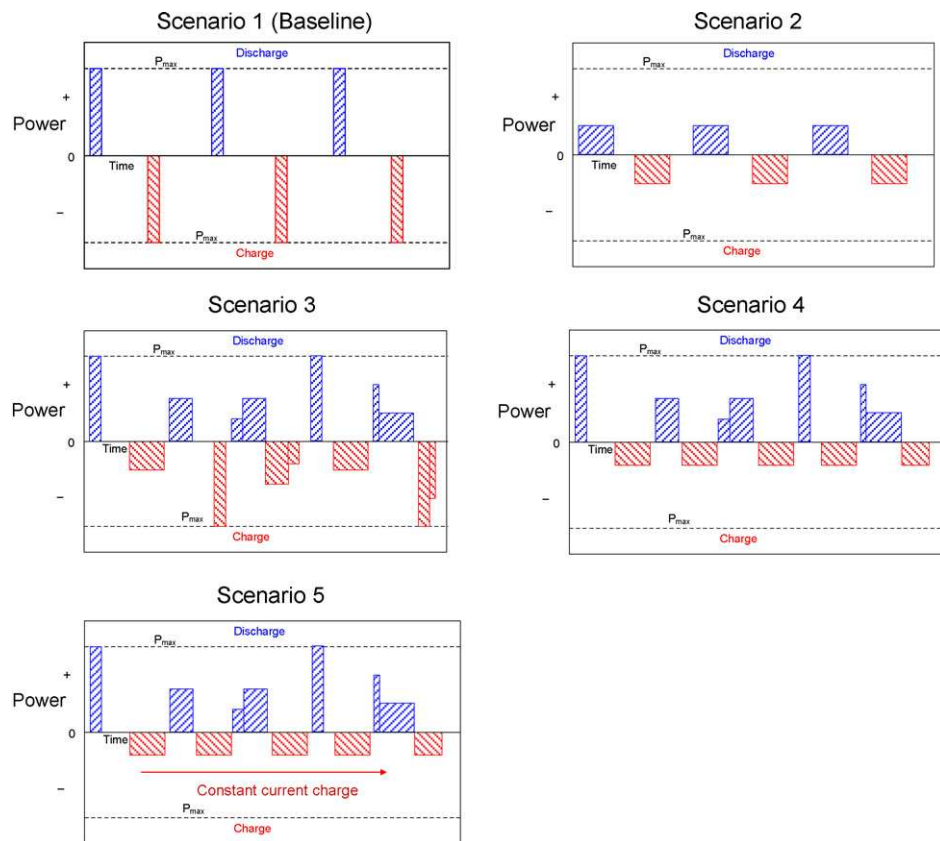 Scenario 1 (Baseline)
Discharge
Pmax
+
Power
0
Time
−
Pmax
Charge
Scenario 2
Discharge
Pmax
+
Power
0
Time
−
Pmax
Charge
Scenario 3
Discharge
Pmax
+
Power
0
Time
−
Pmax
Charge
Scenario 4
Discharge
Pmax
+
Power
0
Time
−
Pmax
Charge
Scenario 5
Discharge
Pmax
+
Power
0
Time
Constant current charge
−
Pmax
Charge